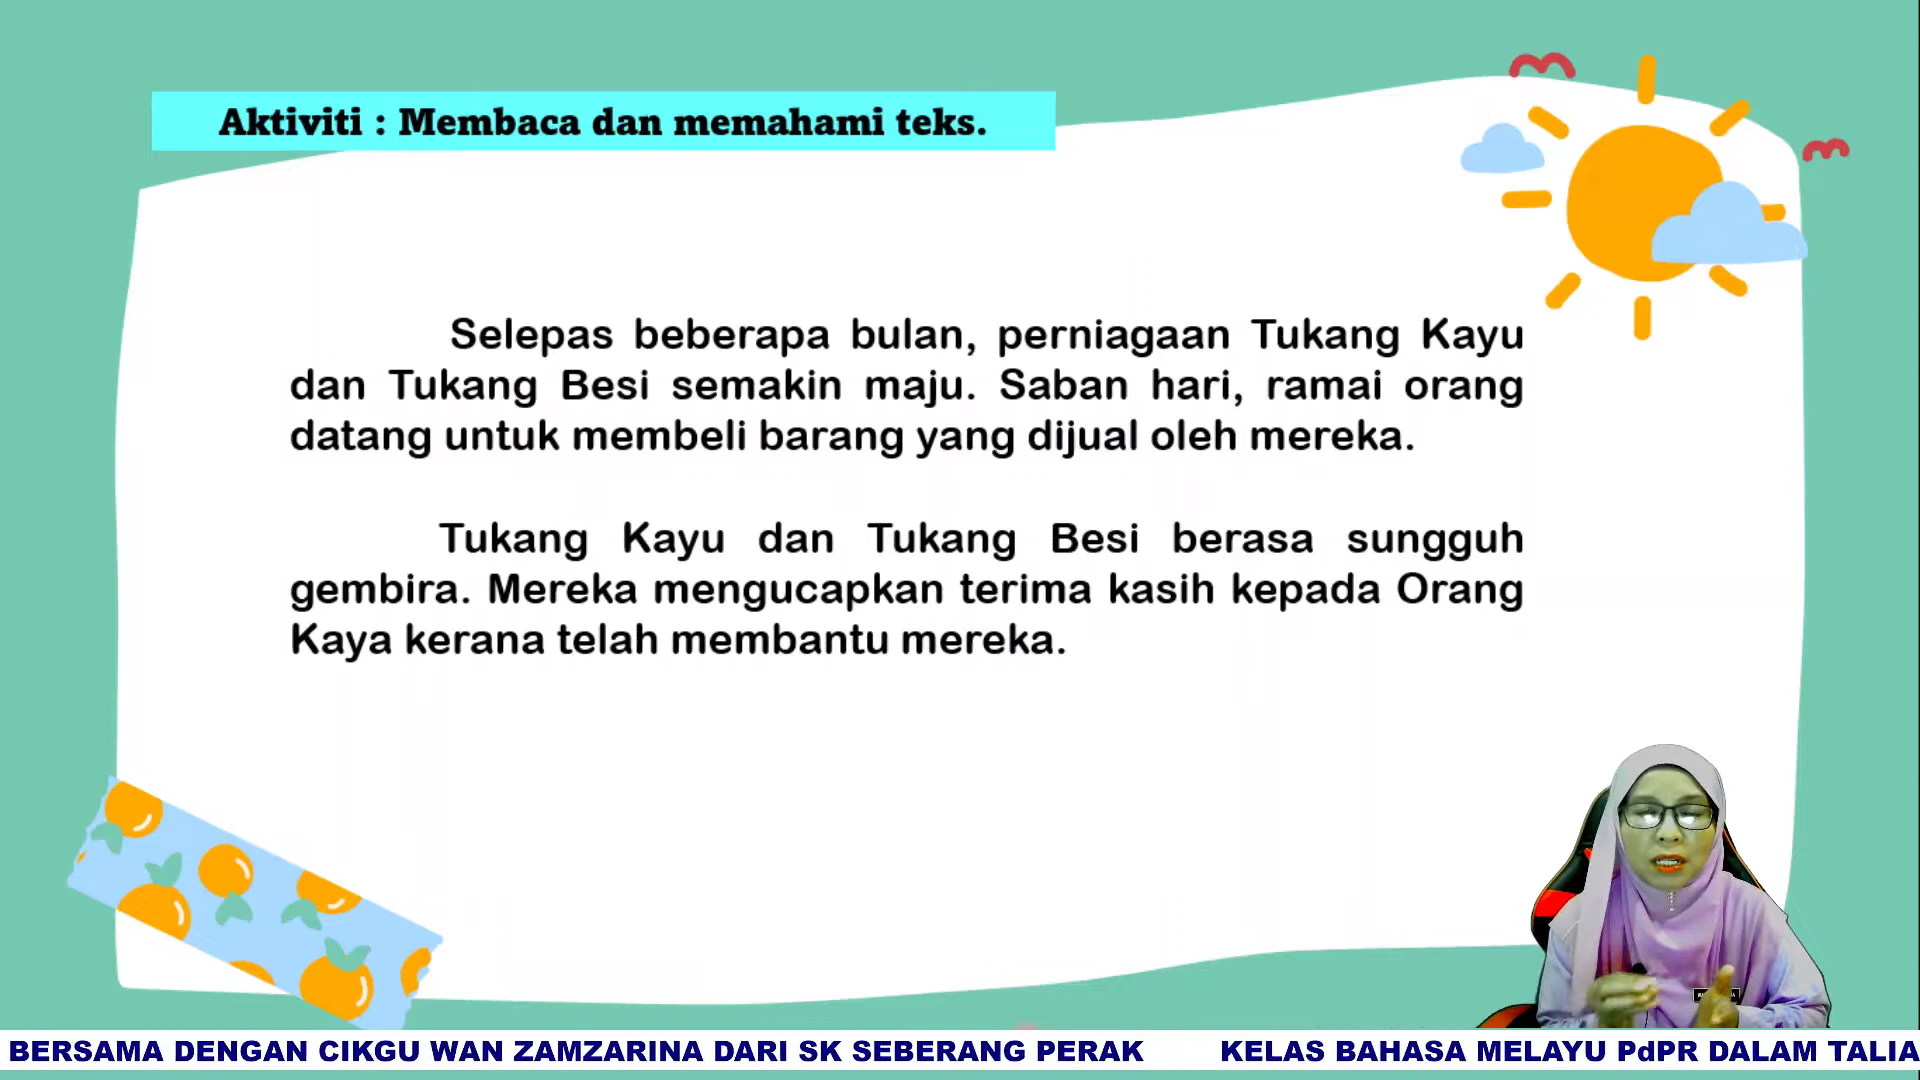 Aktiviti : Membaca dan memahami teks.
Selepas beberapa bulan, perniagaan Tukang Kayu
dan Tukang Besi semakin maju. Saban hari, ramai orang
datang untuk membeli barang yang dijual oleh mereka.
Tukang Kayu dan Tukang Besi berasa sungguh
gembira. Mereka mengucapkan terima kasih kepada Orang
Kaya kerana telah membantu mereka.
BERSAMA DENGAN CIKGU WAN ZAMZARINA DARI SK SEBERANG PERAK KELAS BAHASA MELAYU PdPR DALAM TALIA